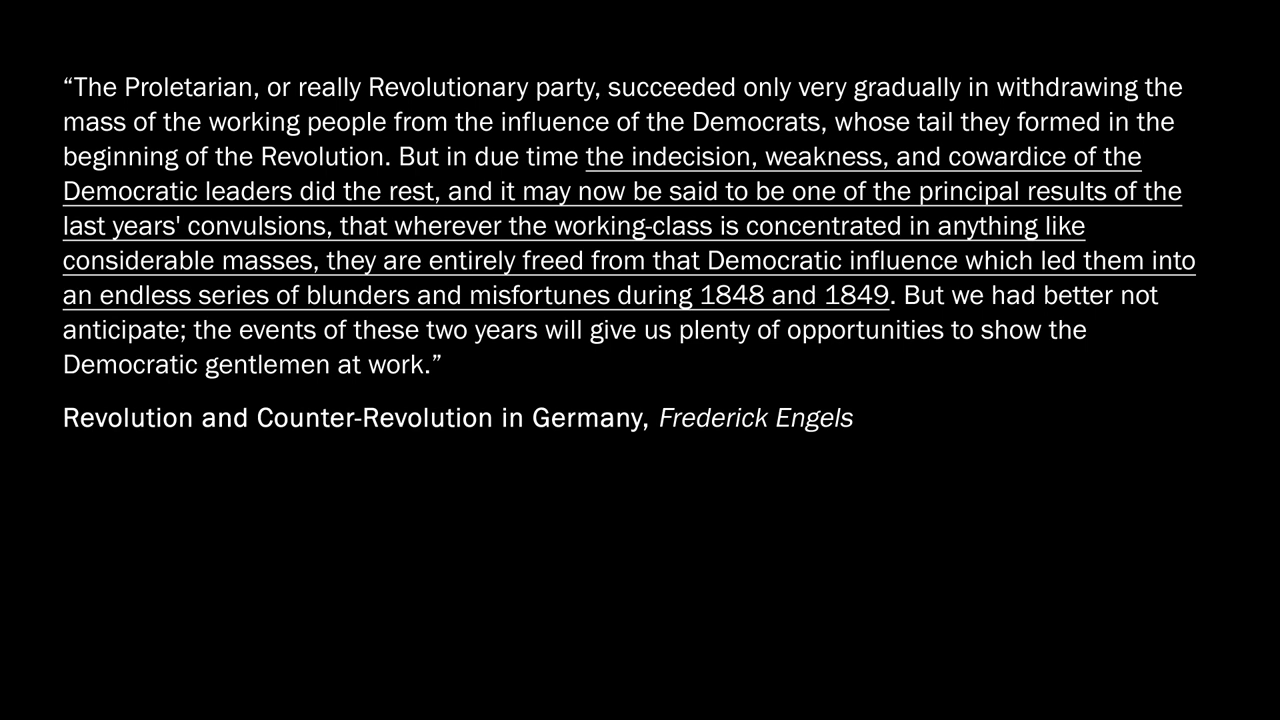 “The Proletarian, or really Revolutionary party, succeeded only very gradually in withdrawing the
mass of the working people from the influence of the Democrats, whose tail they formed in the
beginning of the Revolution. But in due time the indecision, weakness, and cowardice of the
Democratic leaders did the rest, and it may now be said to be one of the principal results of the
last years' convulsions, that wherever the working-class is concentrated in anything like
considerable masses, they are entirely freed from that Democratic influence which led them into
an endless series of blunders and misfortunes during 1848 and 1849. But we had better not
anticipate; the events of these two years will give us plenty of opportunities to show the
Democratic gentlemen at work.”
Revolution and Counter-Revolution in Germany, Frederick Engels